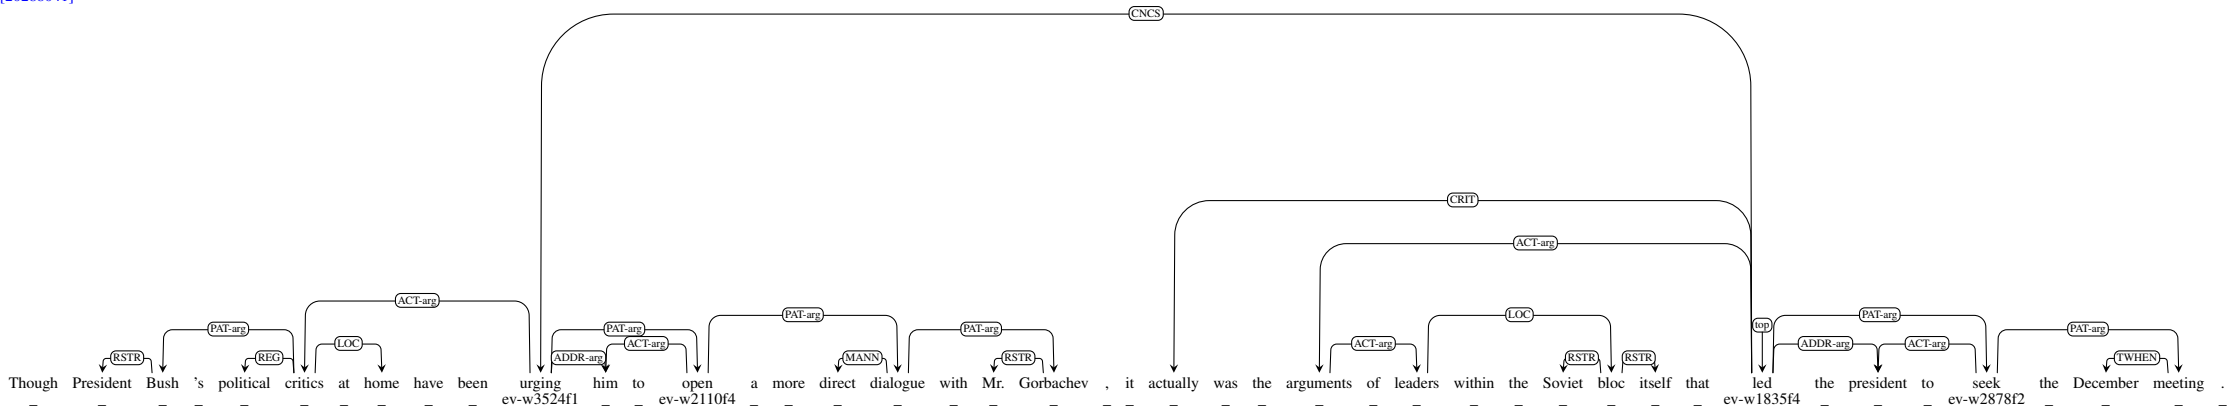 CNCS
CRIT
ACT-arg
ACT-arg
PAT-arg LOC PAT-arg
top
PAT-arg PAT-arg PAT-arg PAT-arg
LOC ACT-arg ACT-arg ADDR-arg ACT-arg
RSTR REG ADDR-arg MANN RSTR RSTR RSTR TWHEN
Though President Bush 's political critics at home have been urging him to open a more direct dialogue with Mr. Gorbachev , it actually was the arguments of leaders within the Soviet bloc itself that led the president to seek the December meeting .
_ _ _ _ _ _ _ _ _ _ ev-w3524f1 _ _ ev-w2110f4 _ _ _ _ _ _ _ _ _ _ _ _ _ _ _ _ _ _ _ _ _ ev-w1835f4 _ _ _ ev-w2878f2 _ _ _ _